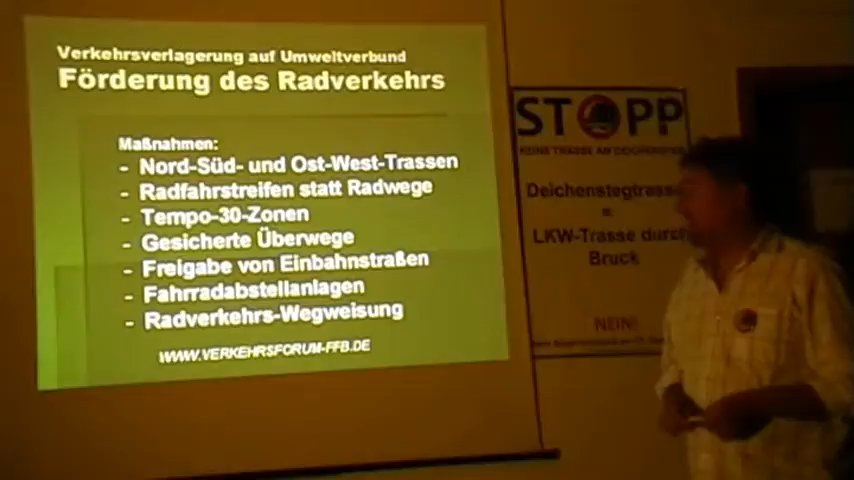 Verkehrsverlagerung auf Umweltverbund
Förderung des Radverkehrs
Maßnahmen:
- Nord-Süd- und Ost-West-Trassen
- Radfahrstreifen statt Radwege
- Tempo-30-Zonen
- Gesicherte Überwege
- Freigabe von Einbahnstraßen
- Fahrradabstellanlagen
- Radverkehrs-Wegweisung
WWW.VERKEHRSFORUM-FFB.DE
STOPP
KEINE TRASSE AM
Deichenstegtrasse
=
LKW-Trasse durch
Bruck
NEIN!